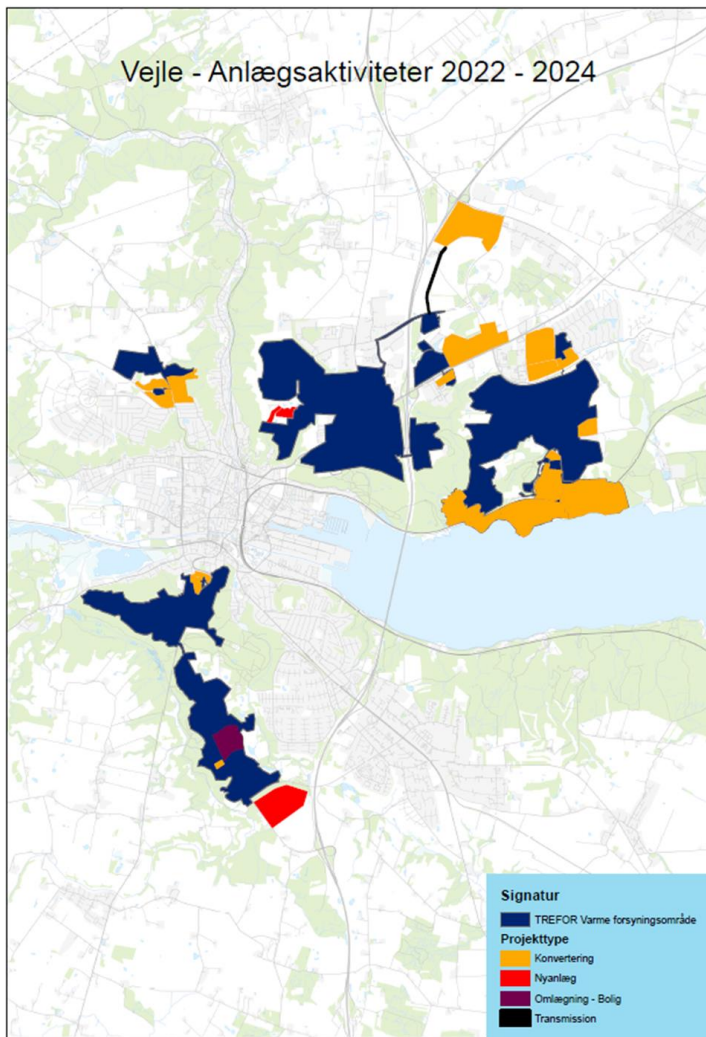 Vejle - Anlægsaktiviteter 2022 - 2024
Signatur
TREFOR Varme forsyningsområde
Projekttype
Konvertering
Nyanlæg
Omlægning - Bolig
Transmission